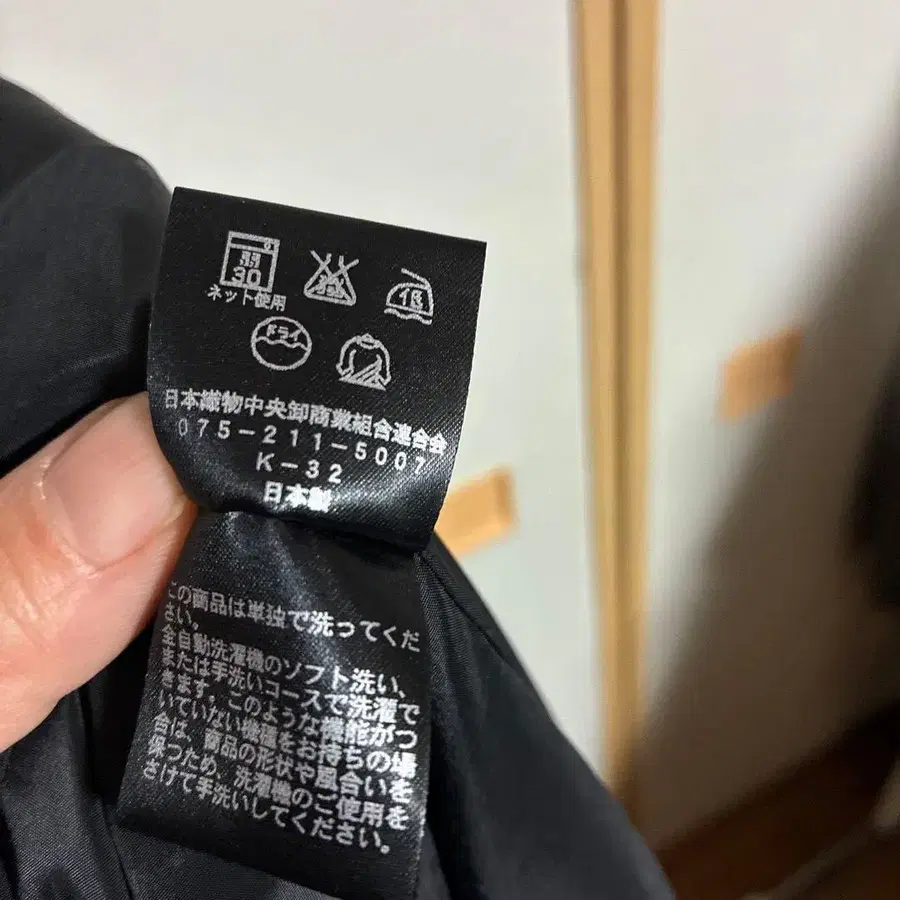 弱
30
ネット使用
中
ドライ
日本織物中央卸商業組合連合会
075-211-5007
K-32
日本製
この商品は単独で洗ってくだ
さい。
全自動洗濯機のソフト洗い、
または手洗いコースで洗濯で
きます。このような機能がつ
いていない機種をお持ちの場
合は、商品の形状や風合いを
保つため、洗濯機のご使用を
さけて手洗いしてください。